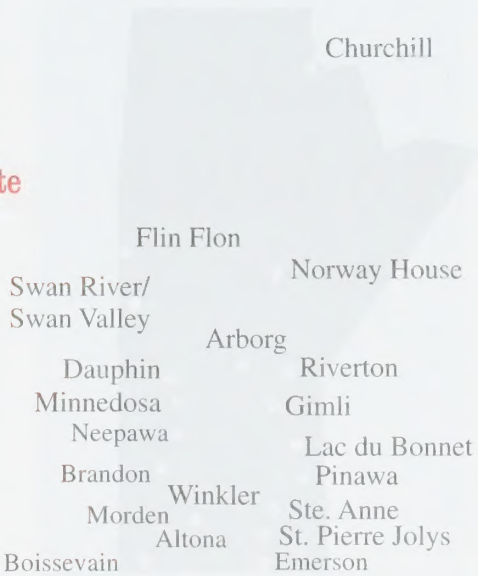 Churchill
te
Flin Flon
Norway House
Swan River/
Swan Valley
Arborg
Dauphin
Riverton
Minnedosa
Gimli
Neepawa
Lac du Bonnet
Brandon
Pinawa
Winkler
Ste. Anne
Morden
St. Pierre Jolys
Altona
Boissevain
Emerson